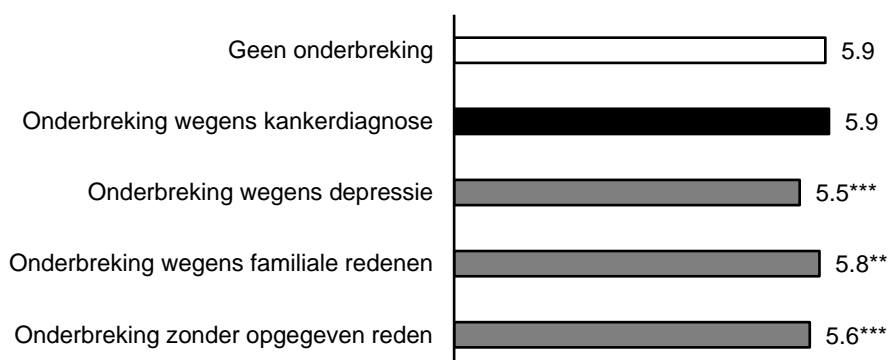 Geen onderbreking 5.9
Onderbreking wegens kankerdiagnose 5.9
Onderbreking wegens depressie 5.5***
Onderbreking wegens familiale redenen 5.8**
Onderbreking zonder opgegeven reden 5.6***